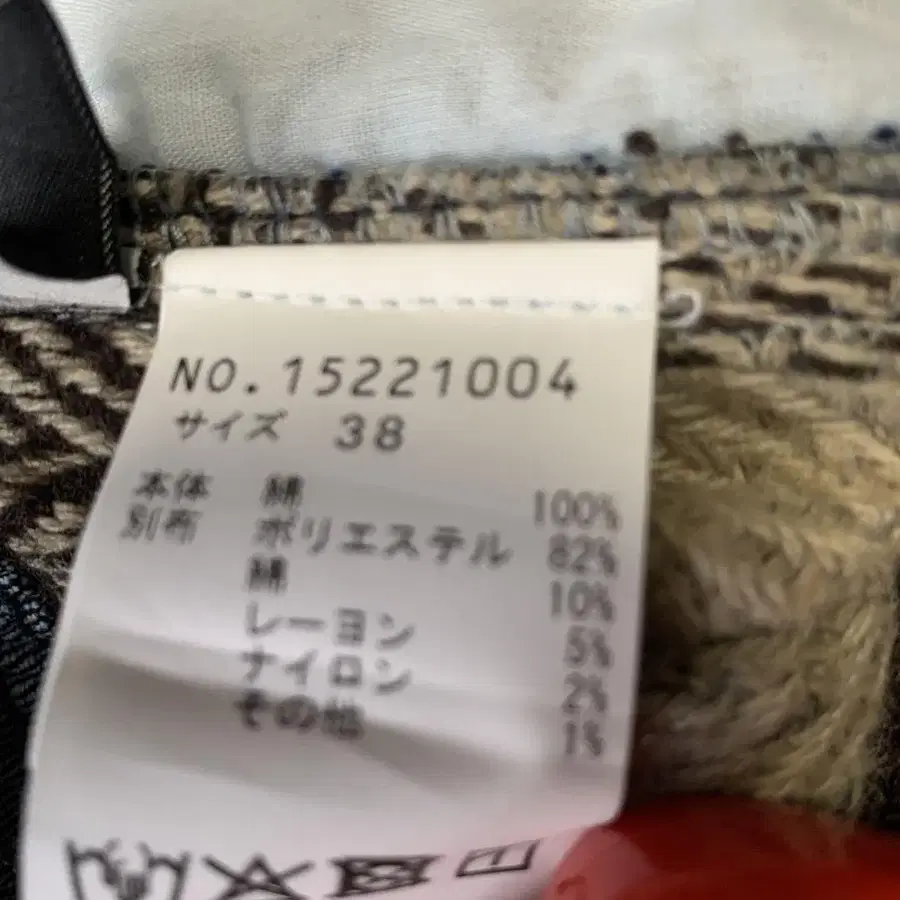 NO.15221004
サイズ 38
本体 綿 100%
別布 ポリエステル 82%
綿 10%
レーヨン 5%
ナイロン 2%
その他 1%